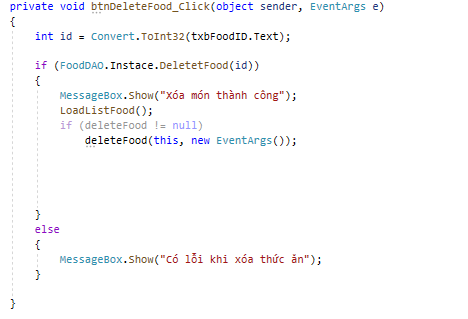 private void btnDeleteFood_Click(object sender, EventArgs e)
{
int id = Convert.ToInt32(txbFoodID.Text);
if (FoodDAO.Instace.DeletetFood(id))
{
MessageBox.Show("Xóa món thành công");
LoadListFood();
if (deleteFood != null)
deleteFood(this, new EventArgs());
}
else
{
MessageBox.Show("Có lỗi khi xóa thức ăn");
}
}